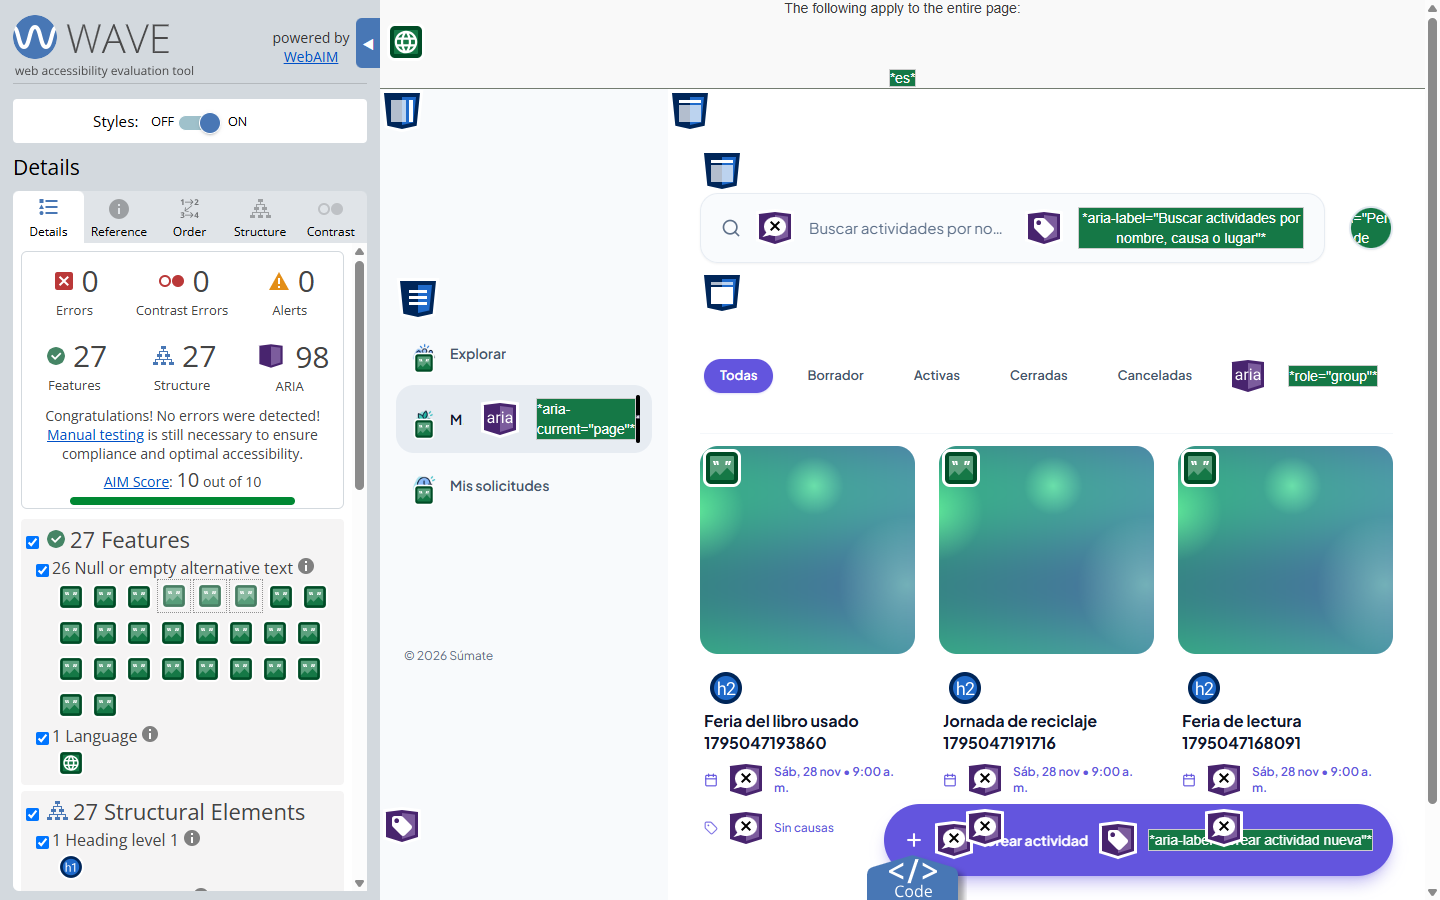 WAVE
powered by
WebAIM
web accessibility evaluation tool
Styles: OFF ON
Details
Details Reference Order Structure Contrast
0 0 0
Errors Contrast Errors Alerts
27 27 98
Features Structure ARIA
Congratulations! No errors were detected!
Manual testing is still necessary to ensure
compliance and optimal accessibility.
AIM Score: 10 out of 10
27 Features
26 Null or empty alternative text
1 Language
27 Structural Elements
1 Heading level 1
h1
The following apply to the entire page:
*es*
Buscar actividades por no...
*aria-label="Buscar actividades por
nombre, causa o lugar"*
Explorar
M
aria
*aria-
current="page"*
Mis solicitudes
© 2026 Súmate
Todas Borrador Activas Cerradas Canceladas aria *role="group"*
h2 h2 h2
Feria del libro usado
1795047193860
Sáb, 28 nov • 9:00 a.
m.
Sin causas
Jornada de reciclaje
1795047191716
Sáb, 28 nov • 9:00 a.
m.
Feria de lectura
1795047168091
Sáb, 28 nov • 9:00 a.
m.
actividad
actividad nueva"*
</> Code